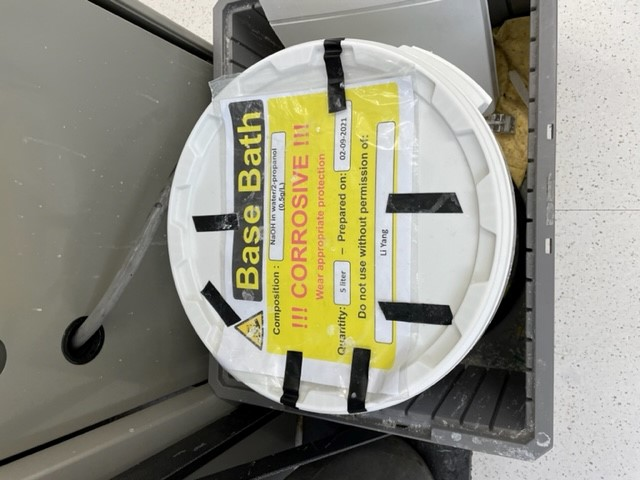 Base Bath
Composition : NaOH in water/2-propanol
(0.5g/L)
!!! CORROSIVE !!!
Wear appropriate protection
Quantity: 5 liter – Prepared on: 02-09-2021
Do not use without permission of:
Li Yang